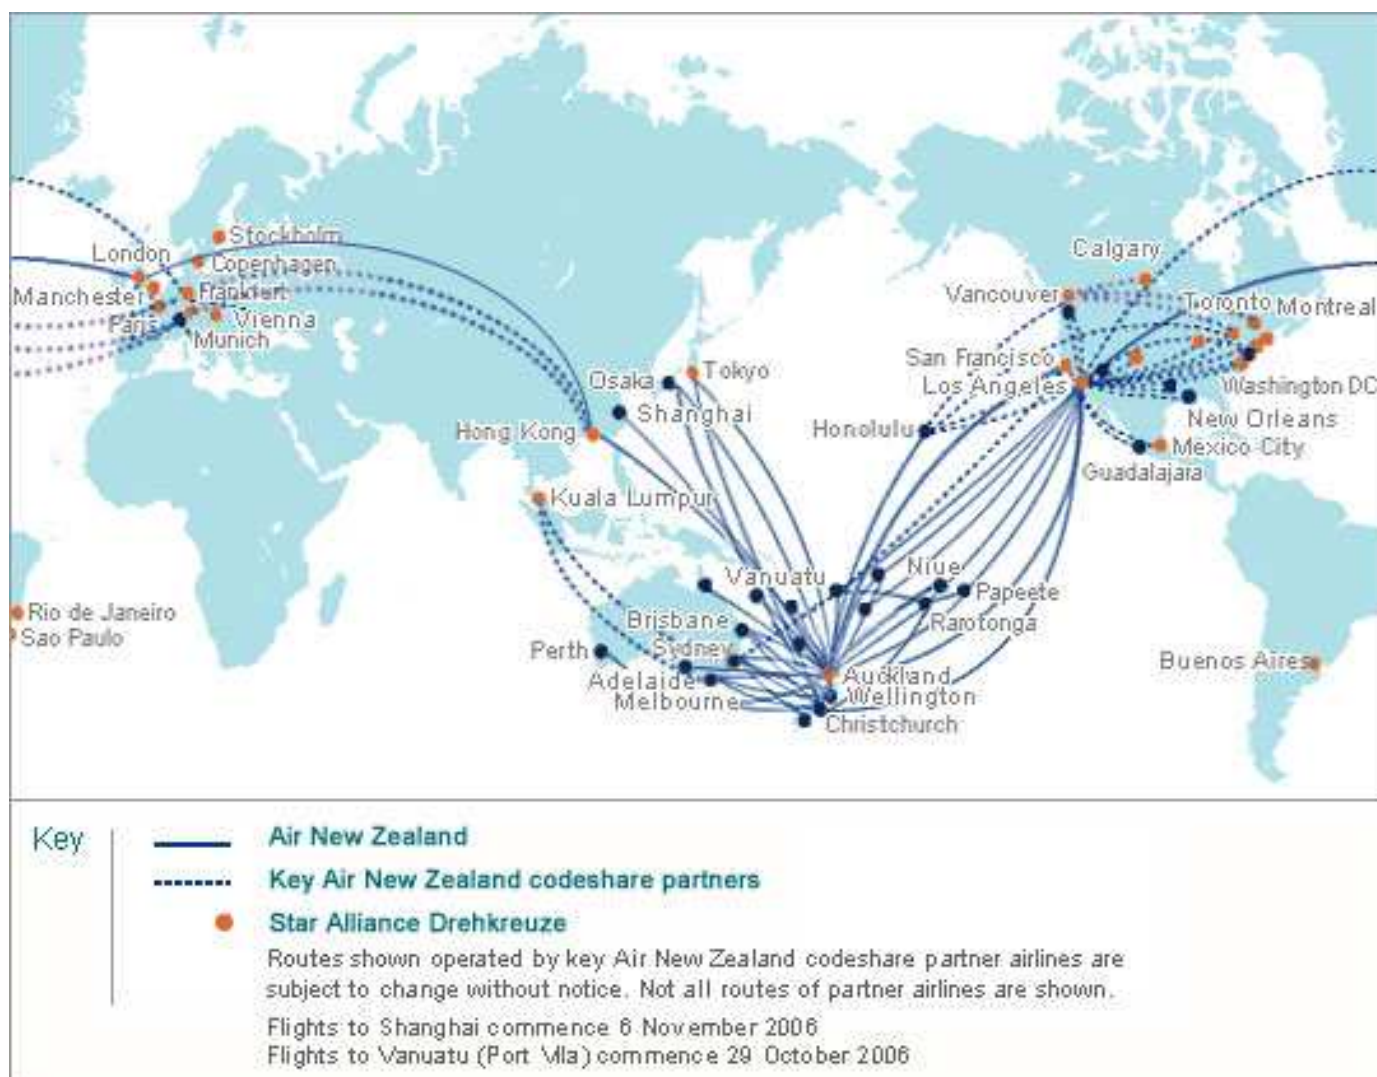 Stockholm
London
Copenhagen
Calgary
Manchester
Frankfurt
Vancouver
Toronto
Montreal
Paris
Vienna
Munich
San Francisco
Osaka
Tokyo
Los Angeles
Washington DC
Shanghai
New Orleans
Hong Kong
Honolulu
Mexico City
Guadalajara
Kuala Lumpur
Vanuatu
Niue
Papeete
Rio de Janeiro
Brisbane
Rarotonga
Sao Paulo
Perth
Sydney
Buenos Aires
Adelaide
Auckland
Melbourne
Wellington
Christchurch
Key
Air New Zealand
Key Air New Zealand codeshare partners
Star Alliance Drehkreuze
Routes shown operated by key Air New Zealand codeshare partner airlines are
subject to change without notice. Not all routes of partner airlines are shown.
Flights to Shanghai commence 6 November 2006
Flights to Vanuatu (Port Vila) commence 29 October 2006